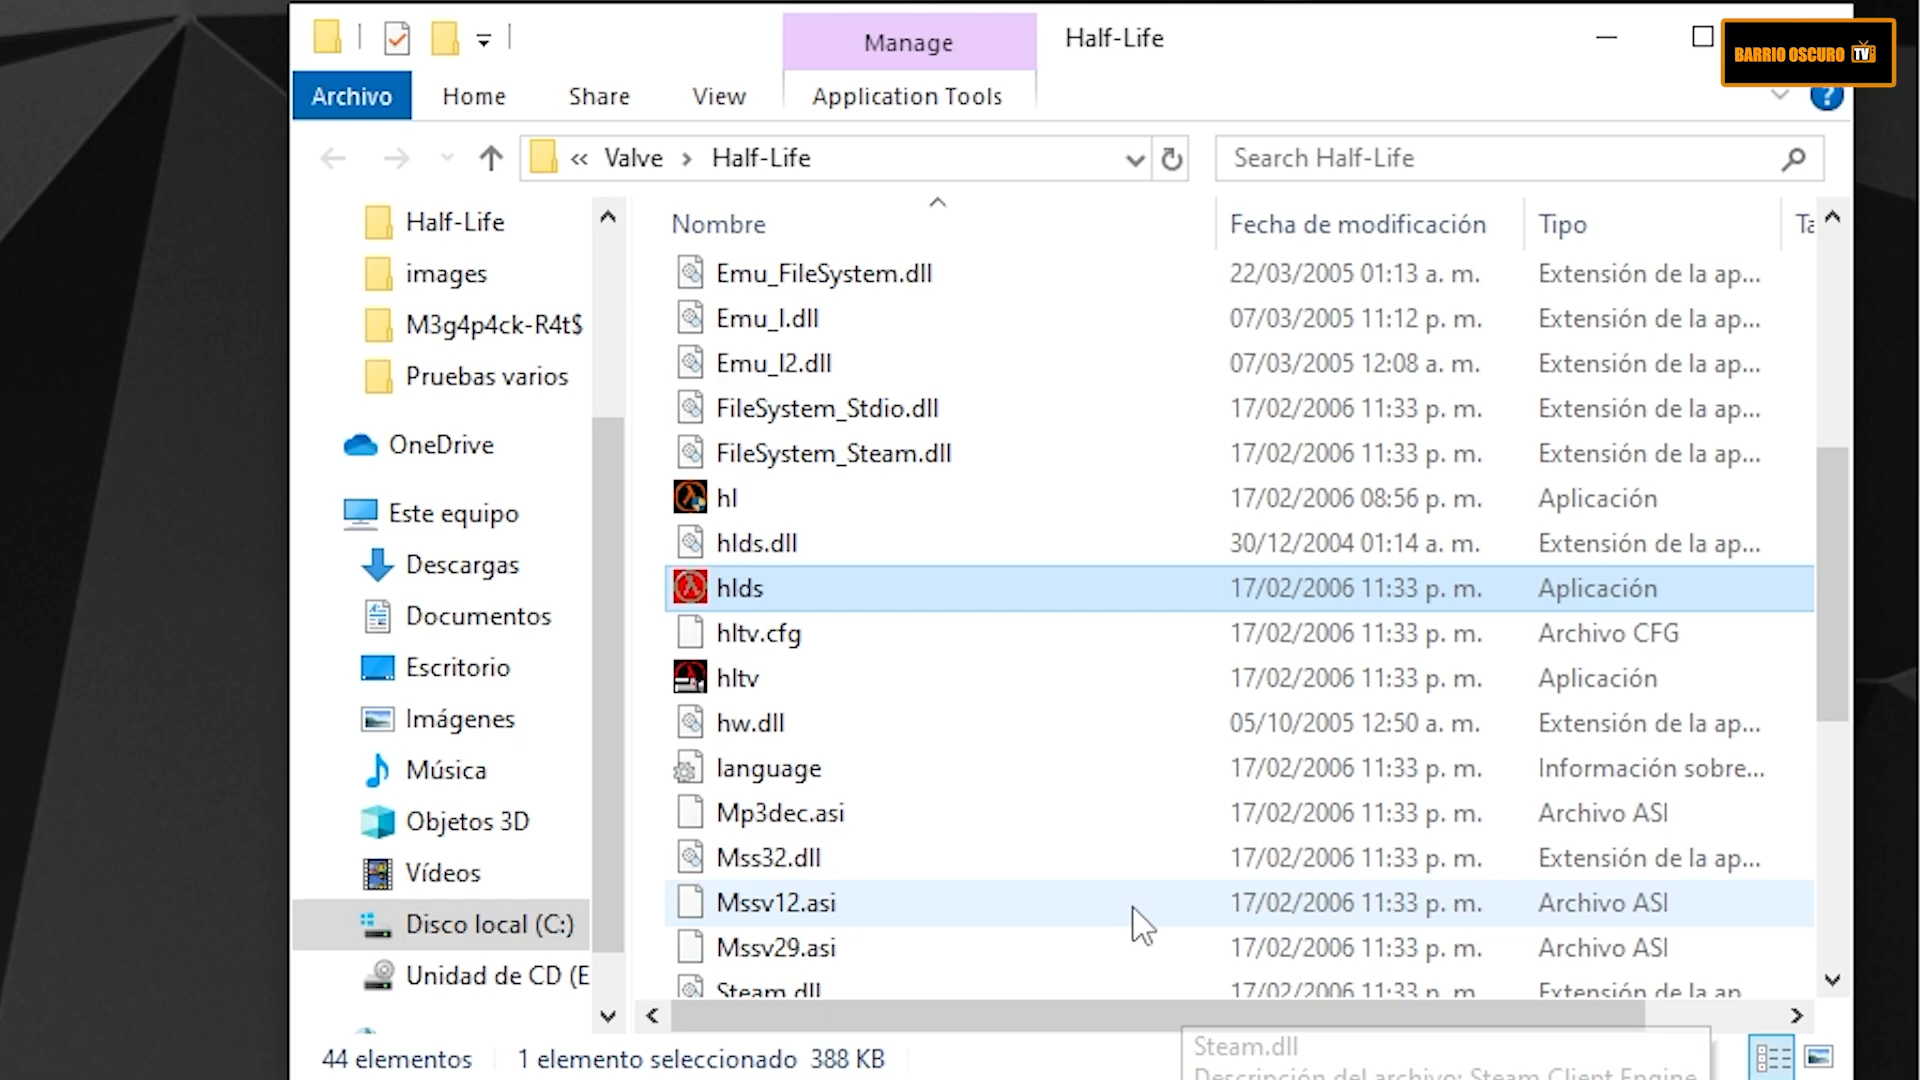 Manage
Half-Life
BARRIO OSCURO TV
Archivo
Home
Share
View
Application Tools
?
« Valve > Half-Life
Search Half-Life
Half-Life
images
M3g4p4ck-R4t$
Pruebas varios
OneDrive
Este equipo
Descargas
Documentos
Escritorio
Imágenes
Música
Objetos 3D
Vídeos
Disco local (C:)
Unidad de CD (E
Nombre Fecha de modificación Tipo Ta
Emu_FileSystem.dll 22/03/2005 01:13 a. m. Extensión de la ap...
Emu_I.dll 07/03/2005 11:12 p. m. Extensión de la ap...
Emu_I2.dll 07/03/2005 12:08 a. m. Extensión de la ap...
FileSystem_Stdio.dll 17/02/2006 11:33 p. m. Extensión de la ap...
FileSystem_Steam.dll 17/02/2006 11:33 p. m. Extensión de la ap...
hl 17/02/2006 08:56 p. m. Aplicación
hlds.dll 30/12/2004 01:14 a. m. Extensión de la ap...
hlds 17/02/2006 11:33 p. m. Aplicación
hltv.cfg 17/02/2006 11:33 p. m. Archivo CFG
hltv 17/02/2006 11:33 p. m. Aplicación
hw.dll 05/10/2005 12:50 a. m. Extensión de la ap...
language 17/02/2006 11:33 p. m. Información sobre...
Mp3dec.asi 17/02/2006 11:33 p. m. Archivo ASI
Mss32.dll 17/02/2006 11:33 p. m. Extensión de la ap...
Mssv12.asi 17/02/2006 11:33 p. m. Archivo ASI
Mssv29.asi 17/02/2006 11:33 p. m. Archivo ASI
Steam.dll 17/02/2006 11:33 p. m. Extensión de la ap
44 elementos
1 elemento seleccionado 388 KB
Steam.dll
Descripción del archivo: Steam Client Engine